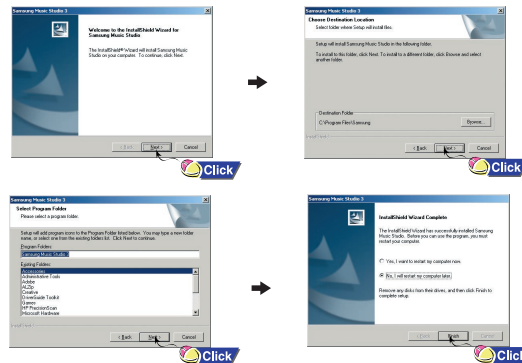 Samsung Music Studio 3
Welcome to the InstallShield Wizard for
Samsung Music Studio
The InstallShield® Wizard will install Samsung Music
Studio on your computer. To continue, click Next.
< Back
Next >
Cancel
Click
Samsung Music Studio 3
Choose Destination Location
Select folder where Setup will install files.
Setup will install Samsung Music Studio in the following folder.
To install to this folder, click Next. To install to a different folder, click Browse and select
another folder.
Destination Folder
C:\Program Files\Samsung
Browse...
InstallShield
< Back
Next >
Cancel
Click
Samsung Music Studio 3
Select Program Folder
Please select a program folder.
Setup will add program icons to the Program Folder listed below. You may type a new folder
name, or select one from the existing folders list. Click Next to continue.
Program Folders:
Samsung Music Studio
Existing Folders:
Accessories
Administrative Tools
Adobe
ALZip
Creative
DriverGuide Toolkit
Games
HP PrecisionScan
Microsoft Hardware
InstallShield
< Back
Next >
Cancel
Click
Samsung Music Studio 3
InstallShield Wizard Complete
The InstallShield Wizard has successfully installed Samsung
Music Studio. Before you can use the program, you must
restart your computer.
Yes, I want to restart my computer now.
No, I will restart my computer later.
Remove any disks from their drives, and then click Finish to
complete setup.
< Back
Finish
Cancel
Click